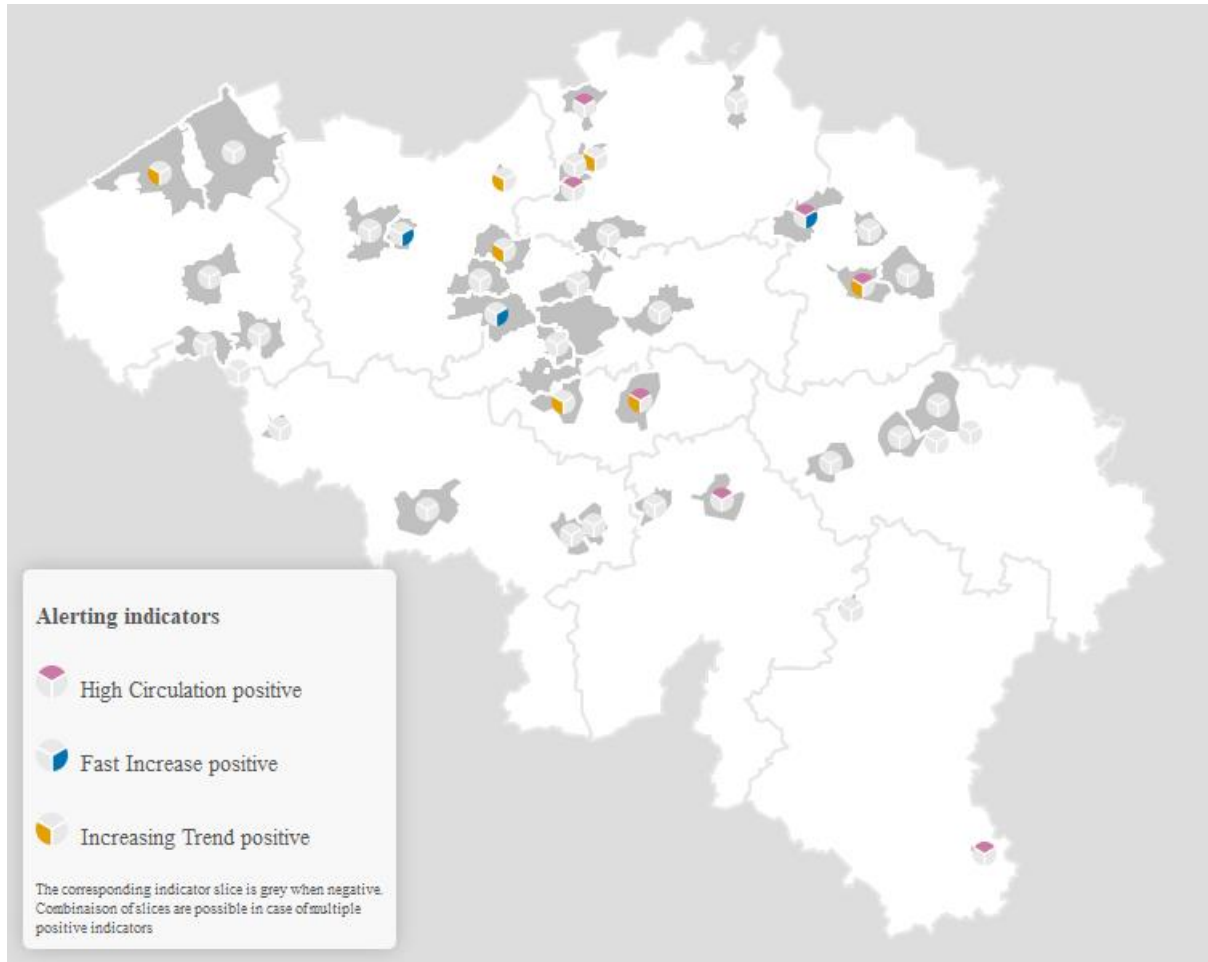 Alerting indicators
High Circulation positive
Fast Increase positive
Increasing Trend positive
The corresponding indicator slice is grey when negative.
Combinaison of slices are possible in case of multiple
positive indicators